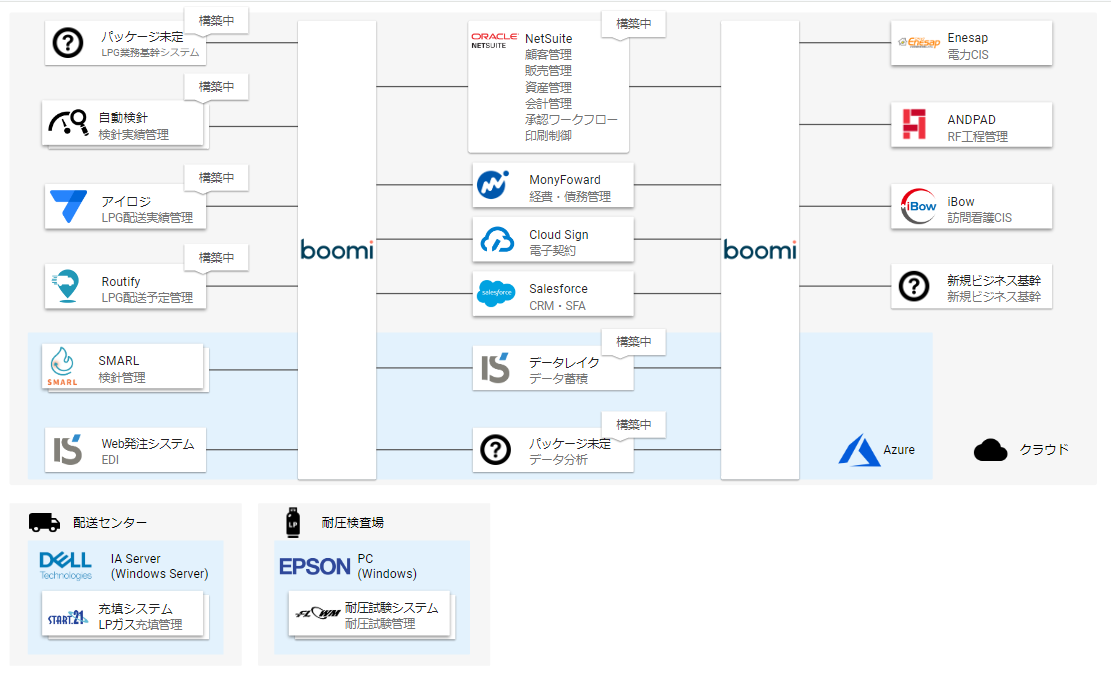 構築中
パッケージ未定
LPG業務基幹システム
構築中
自動検針
検針実績管理
構築中
アイロジ
LPG配送実績管理
構築中
Routify
LPG配送予定管理
SMARL
SMARL
検針管理
IS
Web発注システム
EDI
boomi
構築中
ORACLE
NETSUITE
NetSuite
顧客管理
販売管理
資産管理
会計管理
承認ワークフロー
印刷制御
MonyFoward
経費・債務管理
Cloud Sign
電子契約
salesforce
Salesforce
CRM・SFA
構築中
IS
データレイク
データ蓄積
構築中
パッケージ未定
データ分析
boomi
Enesap
Enesap
電力CIS
ANDPAD
RF工程管理
iBow
iBow
訪問看護CIS
新規ビジネス基幹
新規ビジネス基幹
Azure
クラウド
配送センター
DELL
Technologies
IA Server
(Windows Server)
START.21
充填システム
LPガス充填管理
LP
耐圧検査場
EPSON
PC
(Windows)
耐圧試験システム
耐圧試験管理